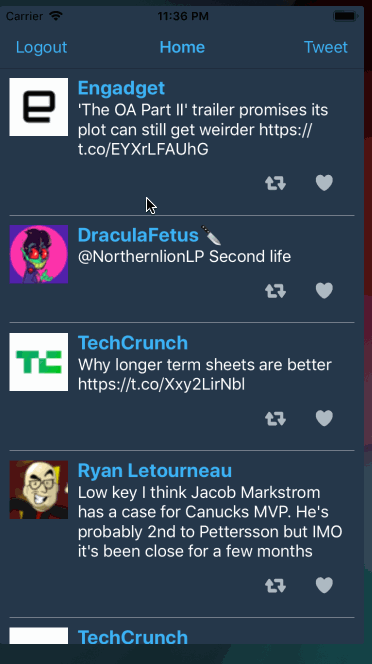 Carrier 11:36 PM
Logout Home Tweet
Engadget
'The OA Part II' trailer promises its
plot can still get weirder https://
t.co/EYXrLFAUhG
DraculaFetus🔪
@NorthernlionLP Second life
TC
TechCrunch
Why longer term sheets are better
https://t.co/Xxy2LirNbl
Ryan Letourneau
Low key I think Jacob Markstrom
has a case for Canucks MVP. He's
probably 2nd to Pettersson but IMO
it's been close for a few months
TechCrunch